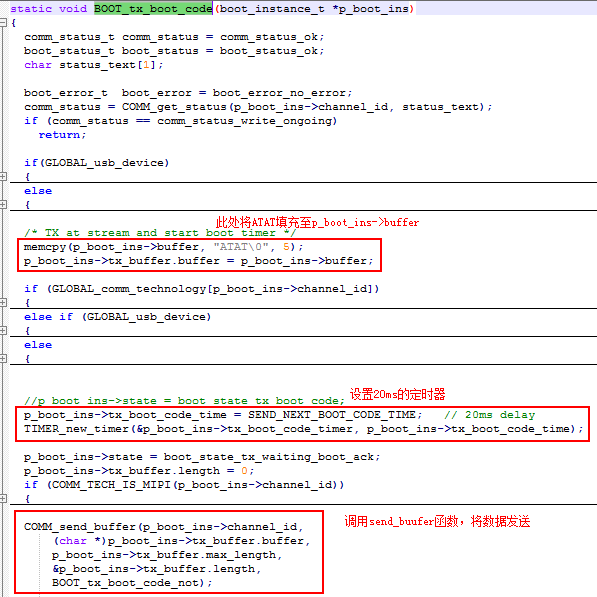 static void BOOT_tx_boot_code(boot_instance_t *p_boot_ins)
{
comm_status_t comm_status = comm_status_ok;
boot_status_t boot_status = boot_status_ok;
char status_text[1];
boot_error_t  boot_error = boot_error_no_error;
comm_status = COMM_get_status(p_boot_ins->channel_id, status_text);
if (comm_status == comm_status_write_ongoing)
return;
if(GLOBAL_usb_device)
{
else
{
此处将ATAT填充至p_boot_ins->buffer
/* TX at stream and start boot timer */
memcpy(p_boot_ins->buffer, "ATAT\0", 5);
p_boot_ins->tx_buffer.buffer = p_boot_ins->buffer;
if (GLOBAL_comm_technology[p_boot_ins->channel_id])
{
else if (GLOBAL_usb_device)
{
else
{
设置20ms的定时器
//p_boot_ins->state = boot_state_tx_boot_code;
p_boot_ins->tx_boot_code_time = SEND_NEXT_BOOT_CODE_TIME;   // 20ms delay
TIMER_new_timer(&p_boot_ins->tx_boot_code_timer, p_boot_ins->tx_boot_code_time);
p_boot_ins->state = boot_state_tx_waiting_boot_ack;
p_boot_ins->tx_buffer.length = 0;
if (COMM_TECH_IS_MIPI(p_boot_ins->channel_id))
{
调用send_buufer函数，将数据发送
COMM_send_buffer(p_boot_ins->channel_id,
(char *)p_boot_ins->tx_buffer.buffer,
p_boot_ins->tx_buffer.max_length,
&p_boot_ins->tx_buffer.length,
BOOT_tx_boot_code_not);